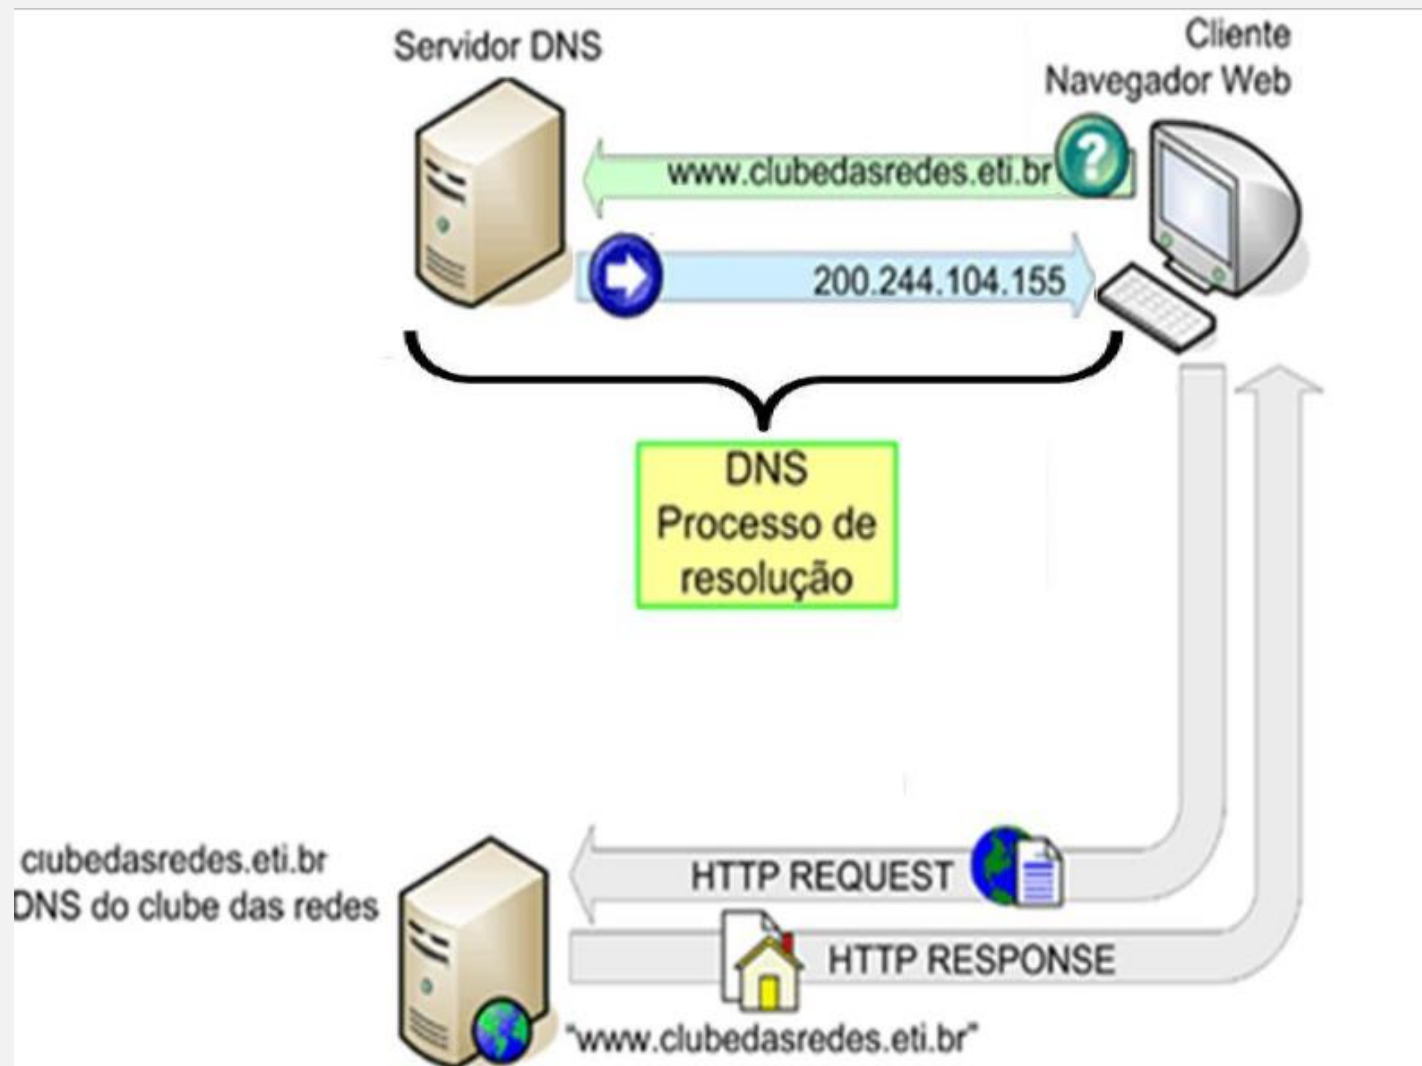 Servidor DNS
Cliente
Navegador Web
www.clubedasredes.eti.br
?
200.244.104.155
DNS
Processo de
resolução
clubedasredes.eti.br
DNS do clube das redes
HTTP REQUEST
HTTP RESPONSE
"www.clubedasredes.eti.br"